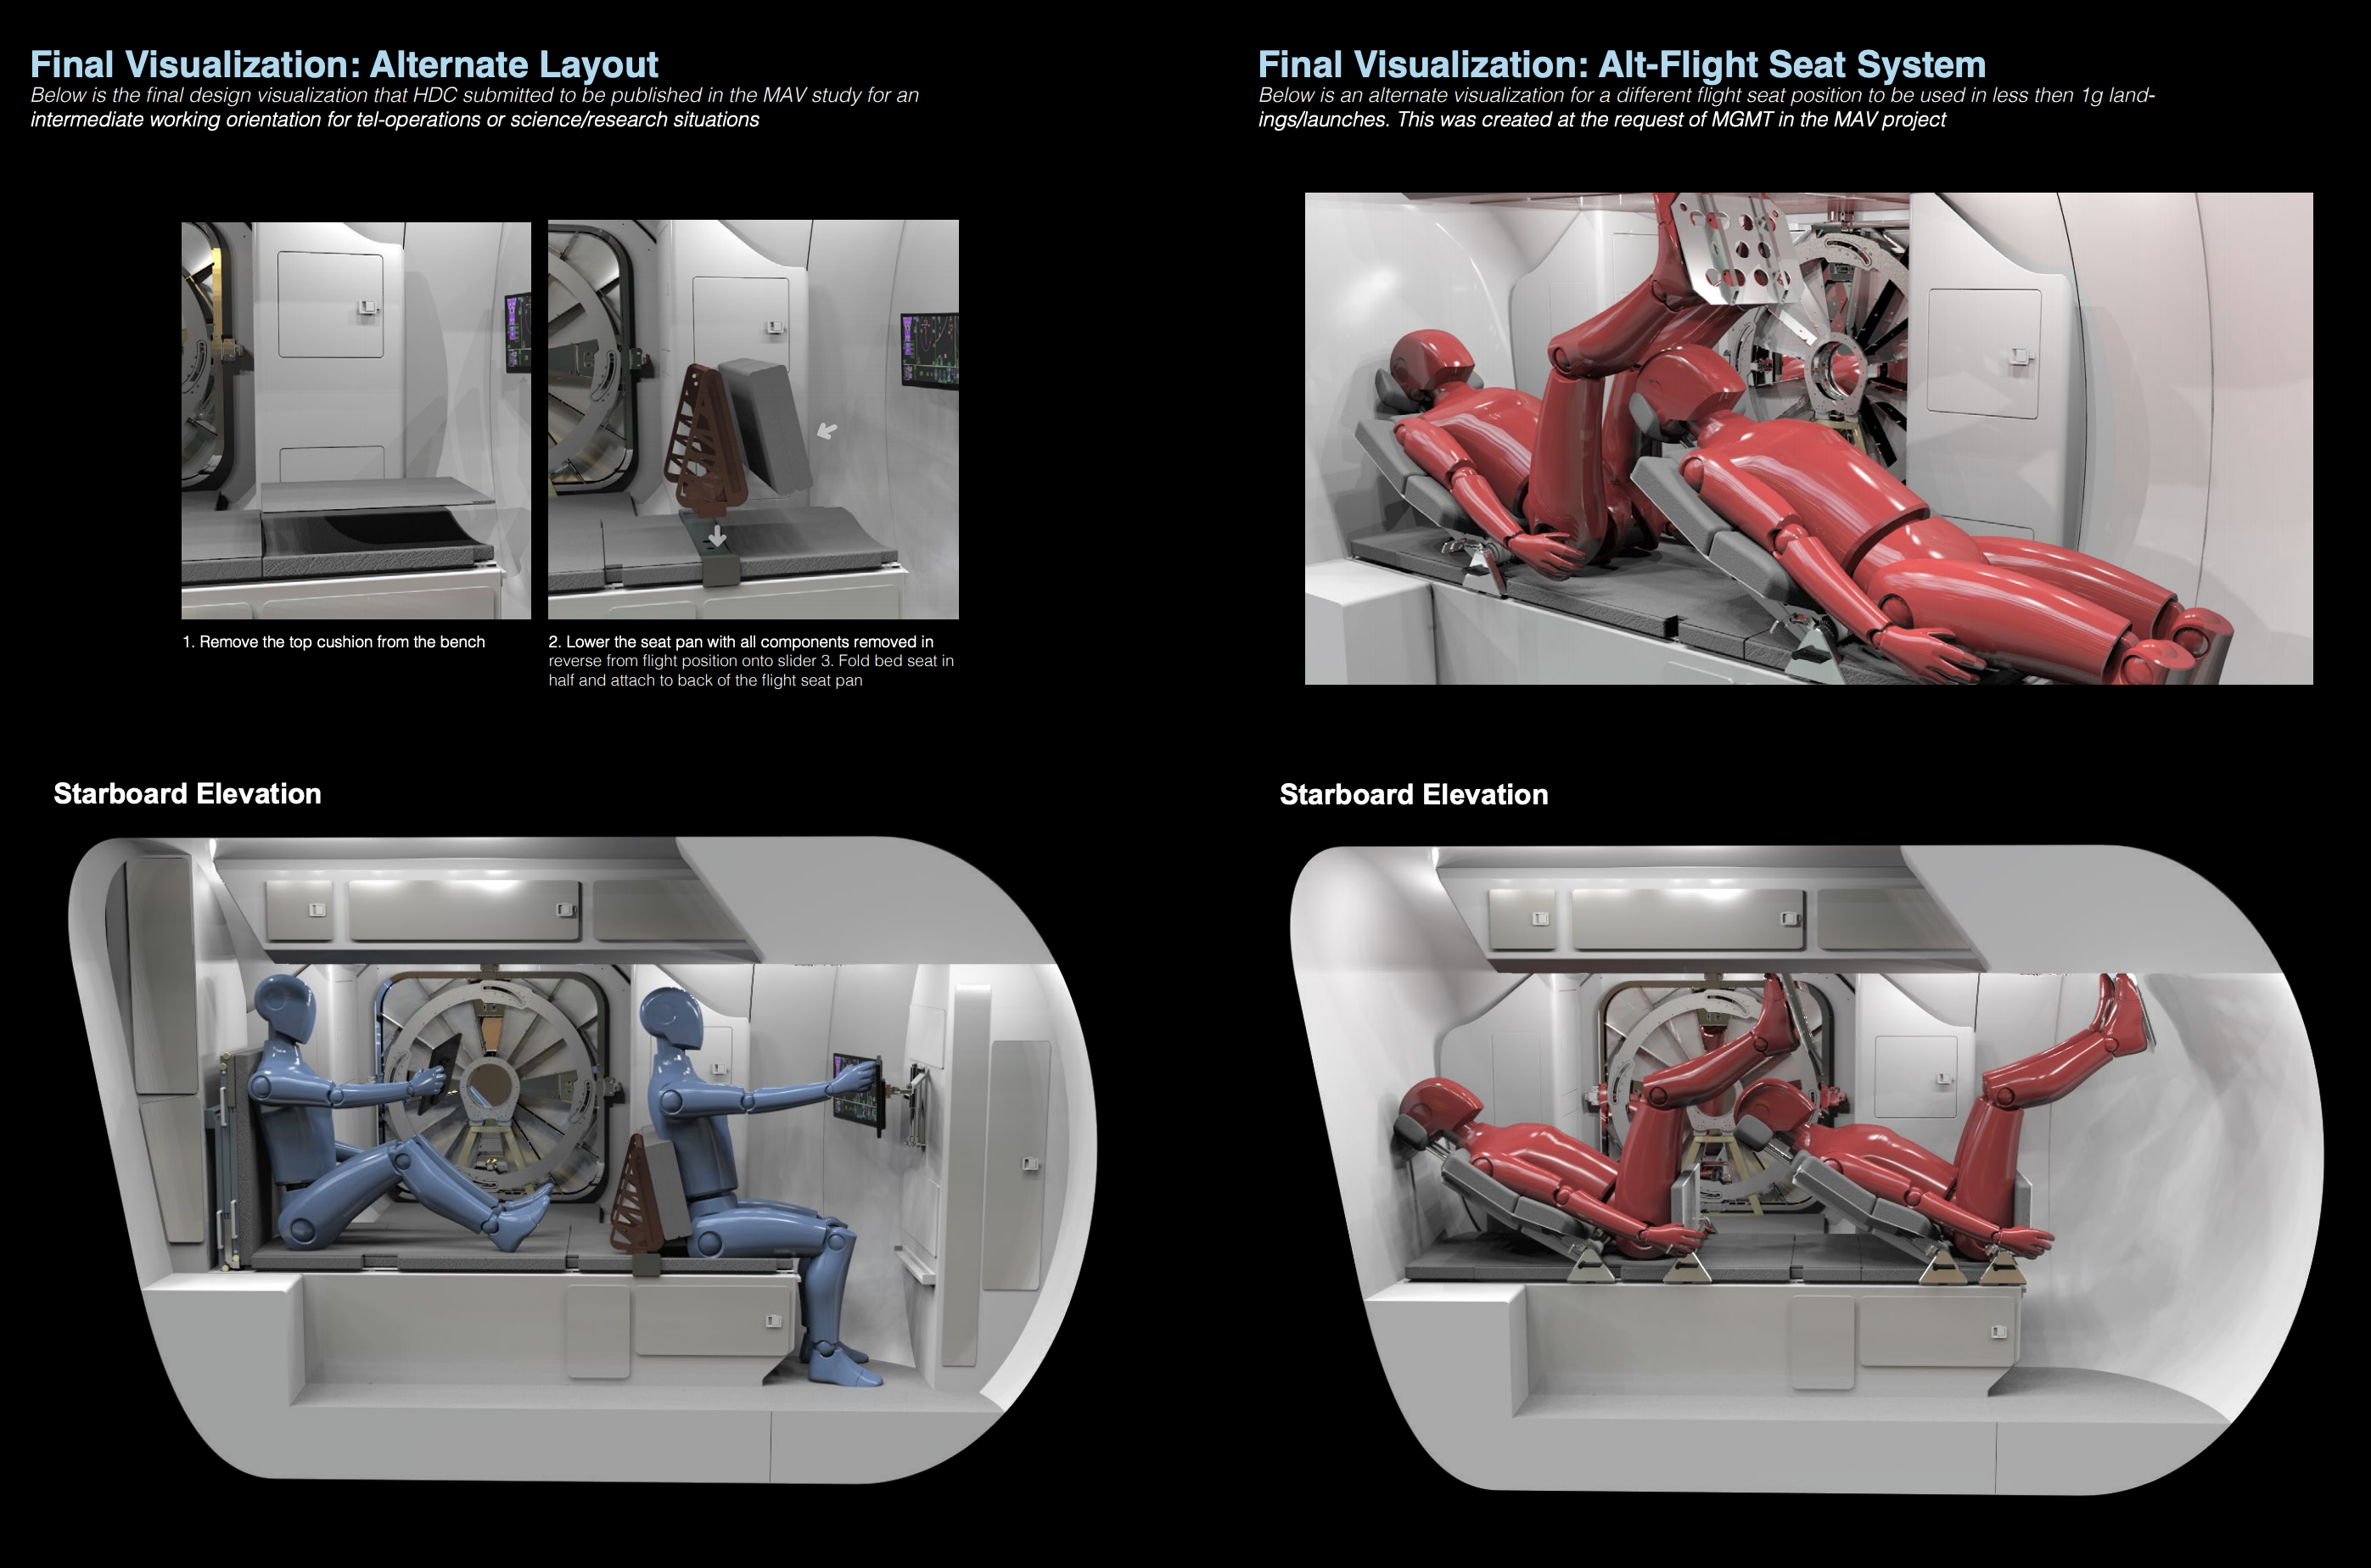 Final Visualization: Alternate Layout
Below is the final design visualization that HDC submitted to be published in the MAV study for an
intermediate working orientation for tel-operations or science/research situations
1. Remove the top cushion from the bench
2. Lower the seat pan with all components removed in
reverse from flight position onto slider 3. Fold bed seat in
half and attach to back of the flight seat pan
Starboard Elevation
Final Visualization: Alt-Flight Seat System
Below is an alternate visualization for a different flight seat position to be used in less then 1g land-
ings/launches. This was created at the request of MGMT in the MAV project
Starboard Elevation